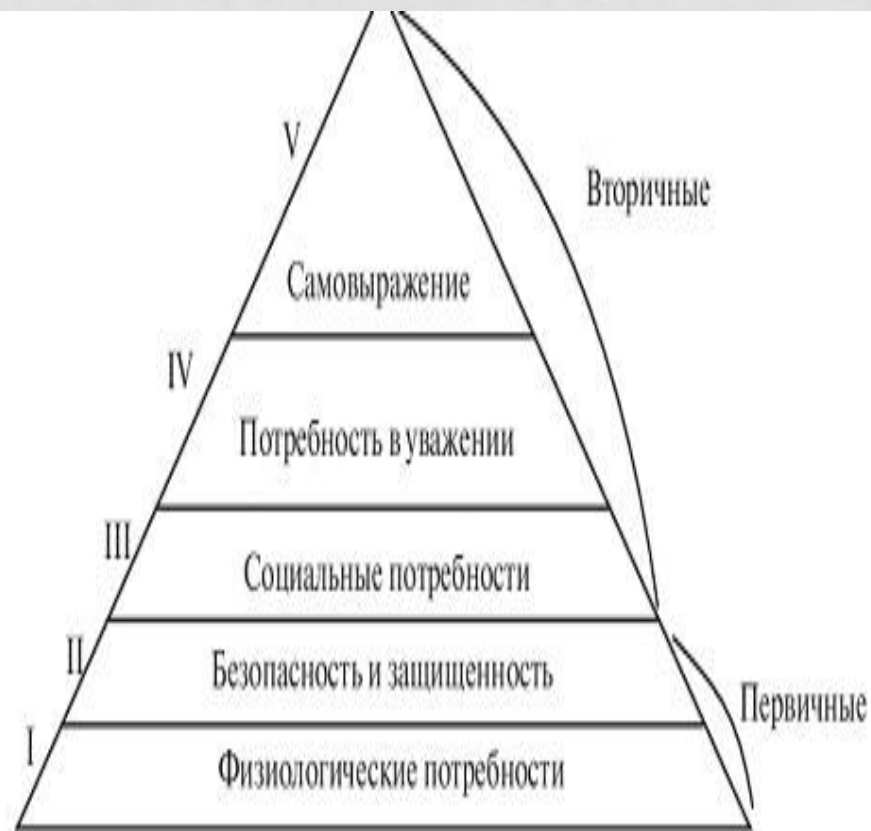 V
Вторичные
Самовыражение
IV
Потребность в уважении
III
Социальные потребности
II
Безопасность и защищенность
Первичные
I
Физиологические потребности